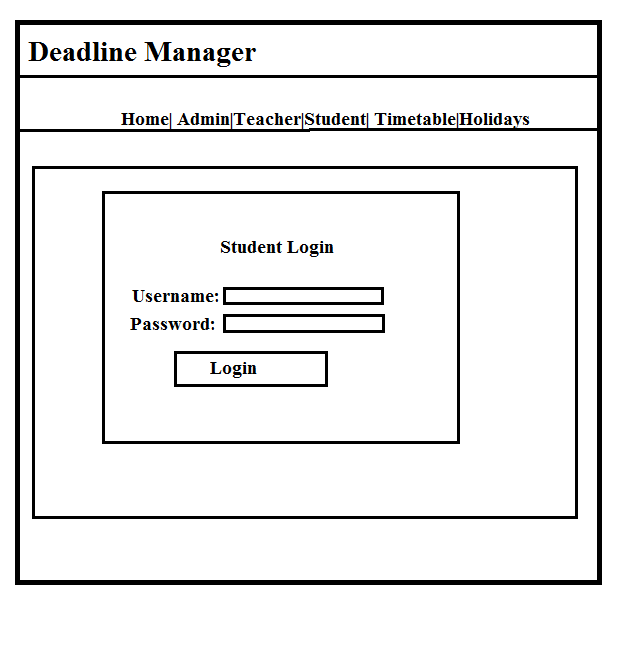 Deadline Manager
Home| Admin|Teacher|Student| Timetable|Holidays
Student Login
Username:
Password:
Login